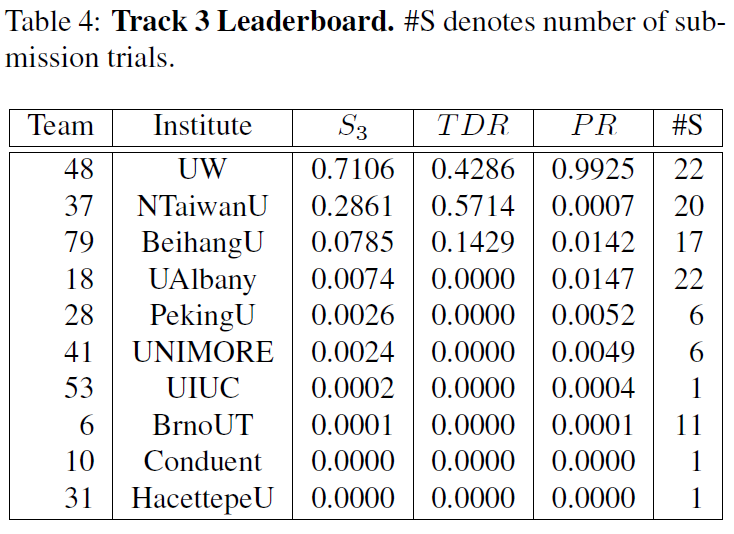 Table 4: Track 3 Leaderboard. #S denotes number of sub-
mission trials.
Team Institute S3 TDR PR #S
48 UW 0.7106 0.4286 0.9925 22
37 NTaiwanU 0.2861 0.5714 0.0007 20
79 BeihangU 0.0785 0.1429 0.0142 17
18 UAlbany 0.0074 0.0000 0.0147 22
28 PekingU 0.0026 0.0000 0.0052 6
41 UNIMORE 0.0024 0.0000 0.0049 6
53 UIUC 0.0002 0.0000 0.0004 1
6 BrnoUT 0.0001 0.0000 0.0001 11
10 Conduent 0.0000 0.0000 0.0000 1
31 HacettepeU 0.0000 0.0000 0.0000 1